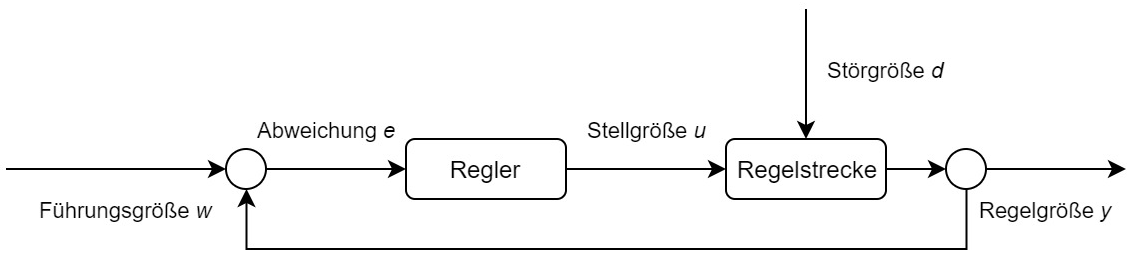 Störgröße d
Abweichung e
Stellgröße u
Regler
Regelstrecke
Führungsgröße w
Regelgröße y